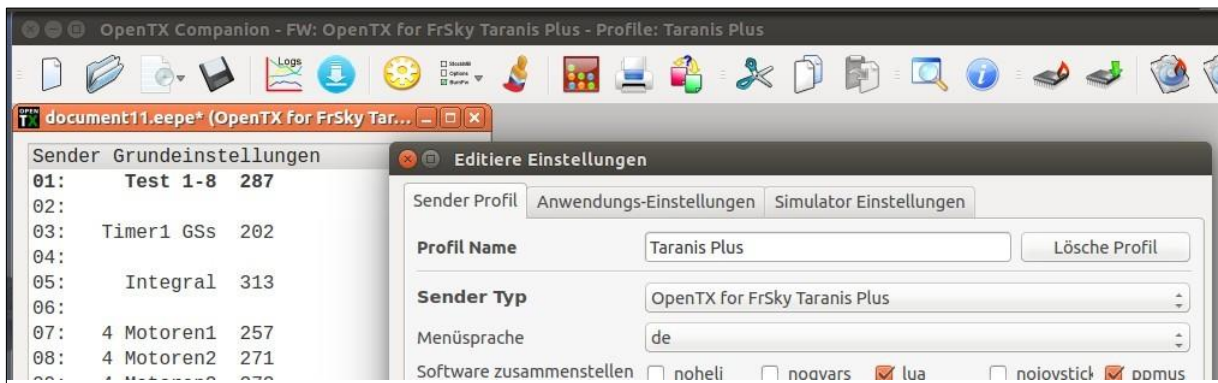 OpenTX Companion - FW: OpenTX for FrSky Taranis Plus - Profile: Taranis Plus
Logs
OPEN TX document11.eepe* (OpenTX for FrSky Tar...
Sender Grundeinstellungen
01: Test 1-8 287
02:
03: Timer1 GSs 202
04:
05: Integral 313
06:
07: 4 Motoren1 257
08: 4 Motoren2 271
Editiere Einstellungen
Sender Profil Anwendungs-Einstellungen Simulator Einstellungen
Profil Name Taranis Plus Lösche Profil
Sender Typ OpenTX for FrSky Taranis Plus
Menüsprache de
Software zusammenstellen noheli nogvars lua nojoystick ppmus